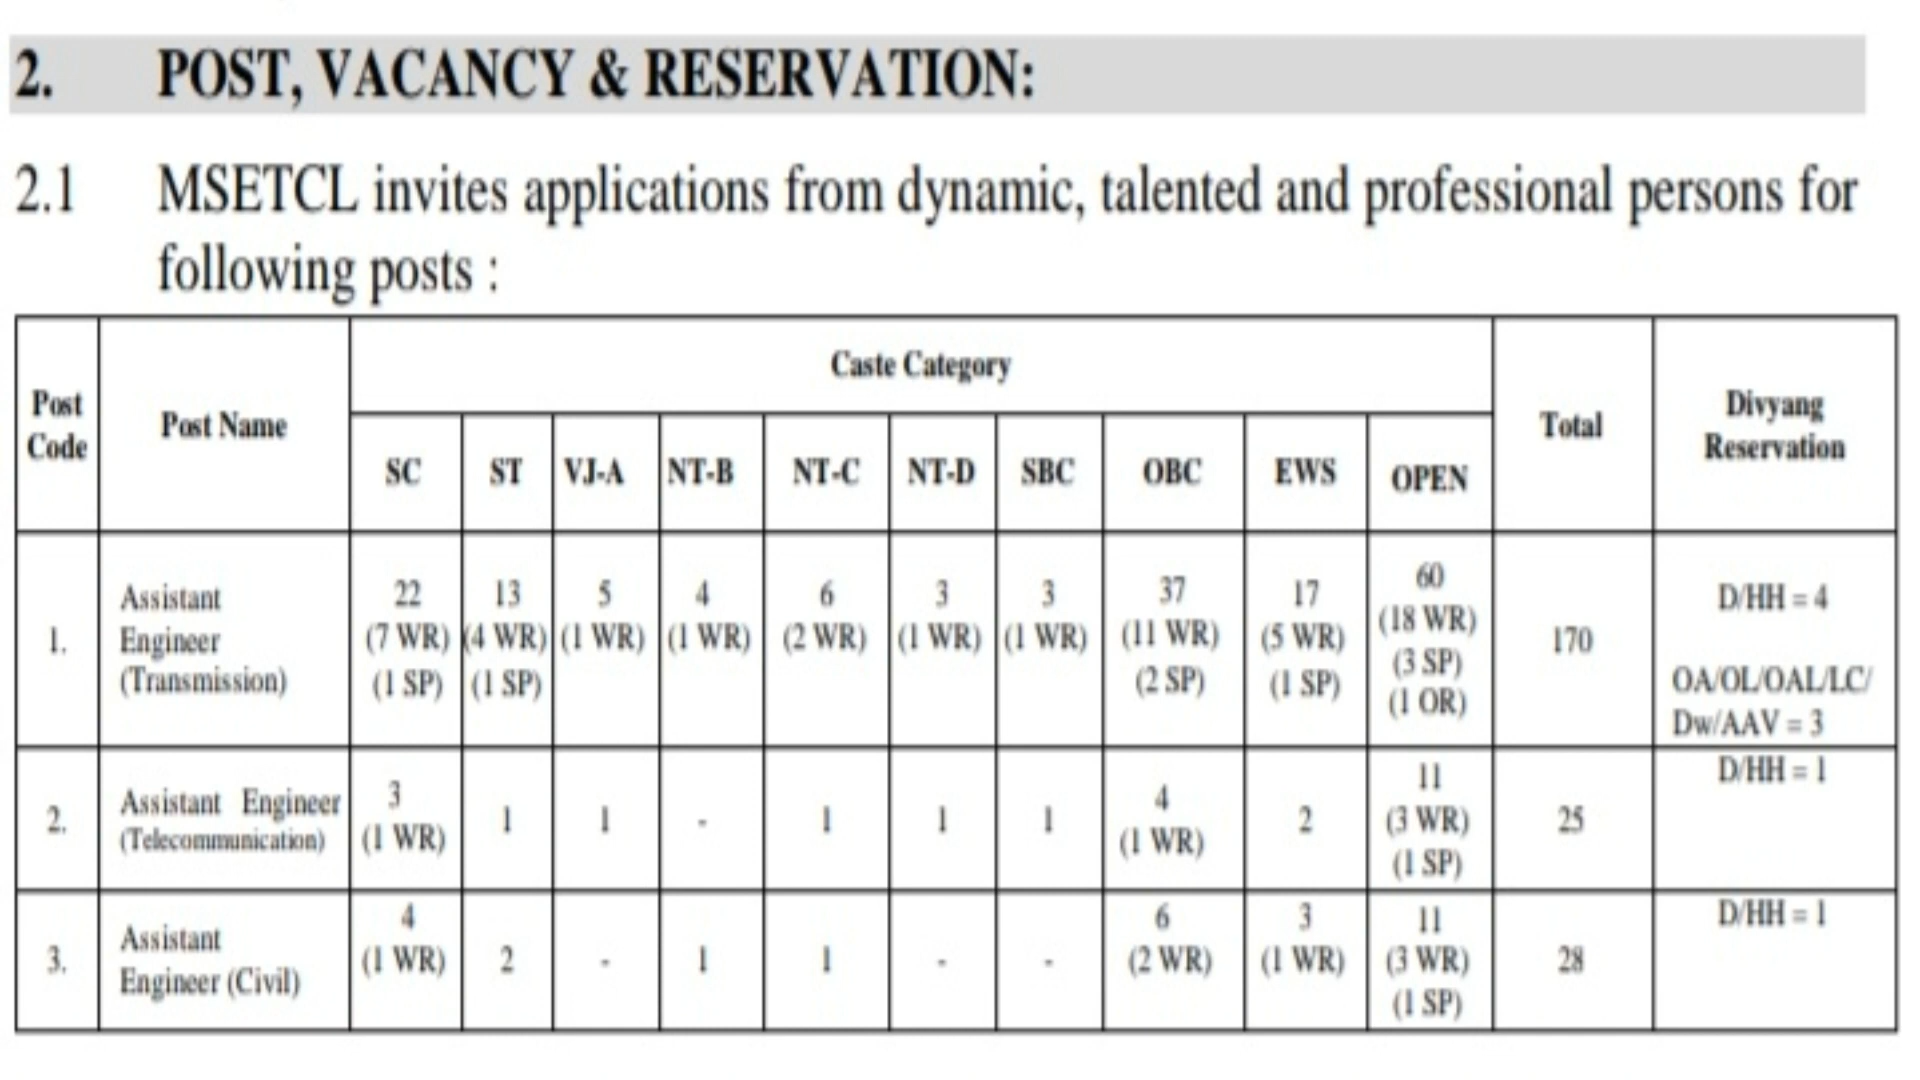 2. POST, VACANCY & RESERVATION:
2.1 MSETCL invites applications from dynamic, talented and professional persons for
following posts :
Post Code | Post Name | Caste Category | Total | Divyang Reservation
SC | ST | VJ-A | NT-B | NT-C | NT-D | SBC | OBC | EWS | OPEN
1. | Assistant Engineer (Transmission) | 22 (7 WR) (1 SP) | 13 (4 WR) (1 SP) | 5 (1 WR) | 4 (1 WR) | 6 (2 WR) | 3 (1 WR) | 3 (1 WR) | 37 (11 WR) (2 SP) | 17 (5 WR) (1 SP) | 60 (18 WR) (3 SP) (1 OR) | 170 | D/HH = 4 OA/OL/OAL/LC/ Dw/AAV = 3
2. | Assistant Engineer (Telecommunication) | 3 (1 WR) | 1 | 1 | - | 1 | 1 | 1 | 4 (1 WR) | 2 | 11 (3 WR) (1 SP) | 25 | D/HH = 1
3. | Assistant Engineer (Civil) | 4 (1 WR) | 2 | - | 1 | 1 | - | - | 6 (2 WR) | 3 (1 WR) | 11 (3 WR) (1 SP) | 28 | D/HH = 1